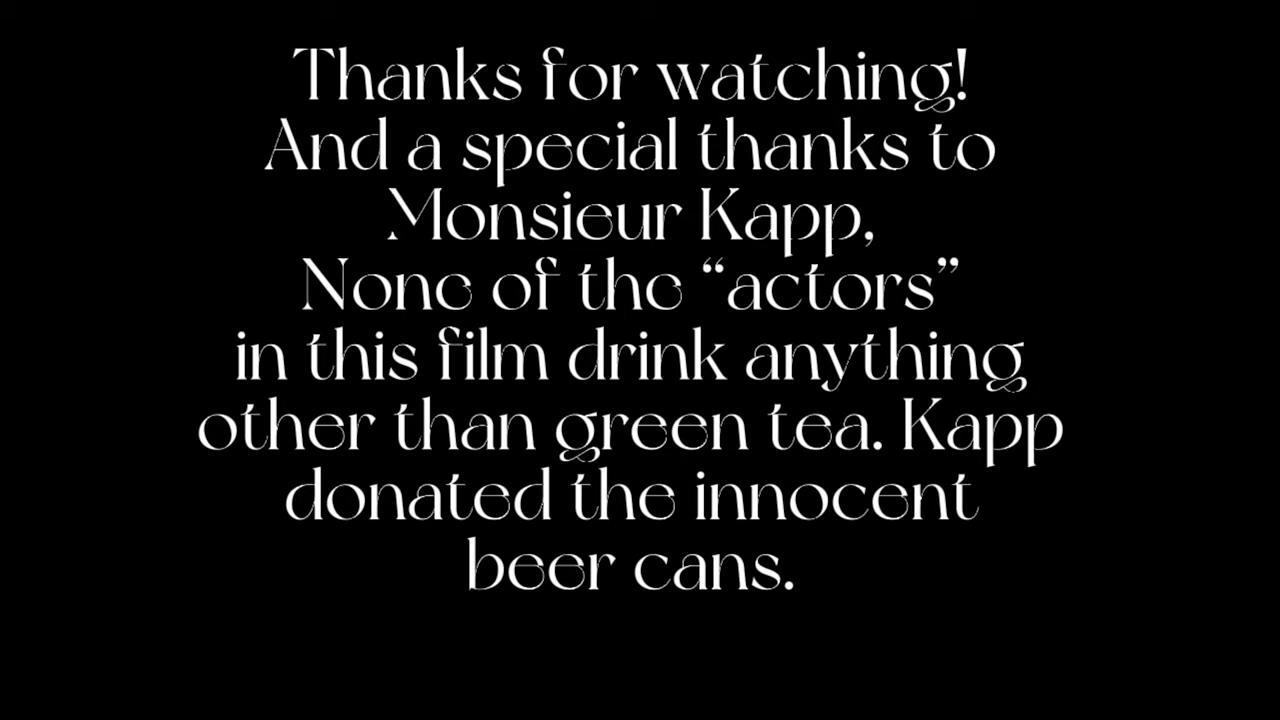 Thanks for watching!
And a special thanks to
Monsieur Kapp,
None of the “actors”
in this film drink anything
other than green tea. Kapp
donated the innocent
beer cans.